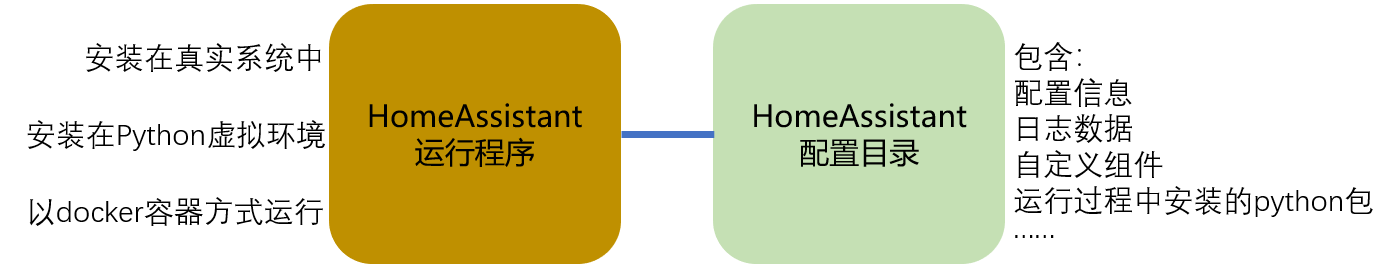 安装在真实系统中
安装在Python虚拟环境
以docker容器方式运行
HomeAssistant
运行程序
HomeAssistant
配置目录
包含：
配置信息
日志数据
自定义组件
运行过程中安装的python包
……